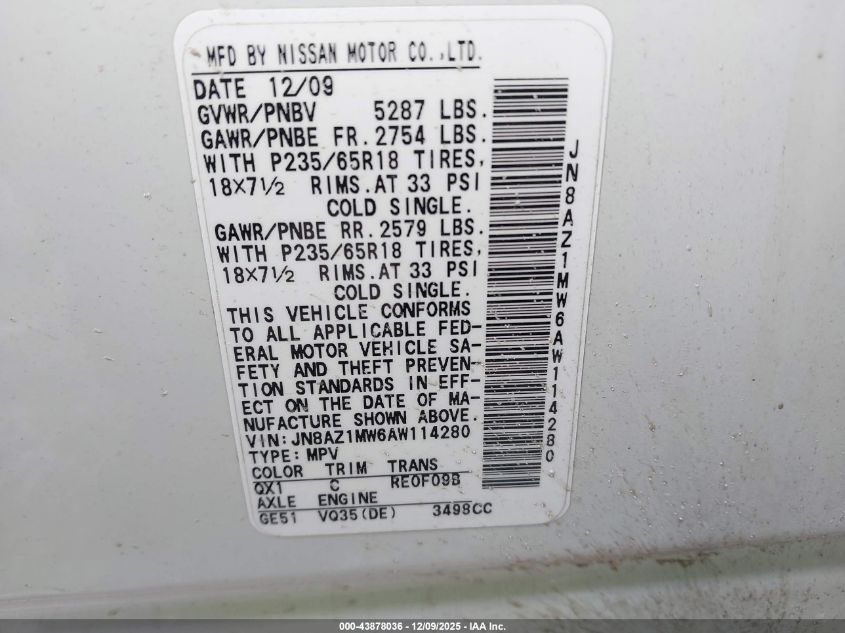 MFD BY NISSAN MOTOR CO.,LTD.
DATE 12/09
GVWR/PNBV 5287 LBS.
GAWR/PNBE FR. 2754 LBS.
WITH P235/65R18 TIRES,
18×7½ RIMS. AT 33 PSI
COLD SINGLE.
GAWR/PNBE RR. 2579 LBS.
WITH P235/65R18 TIRES,
18×7½ RIMS. AT 33 PSI
COLD SINGLE.
THIS VEHICLE CONFORMS
TO ALL APPLICABLE FED-
ERAL MOTOR VEHICLE SA-
FETY AND THEFT PREVEN-
TION STANDARDS IN EFF-
ECT ON THE DATE OF MA-
NUFACTURE SHOWN ABOVE.
VIN:JN8AZ1MW6AW114280
TYPE:MPV
COLOR TRIM TRANS
QX1 C RE0F09B
AXLE ENGINE
GE51 VQ35(DE) 3498CC
JN8AZ1MW6AW114280
000-43878036 - 12/09/2025 - IAA Inc.